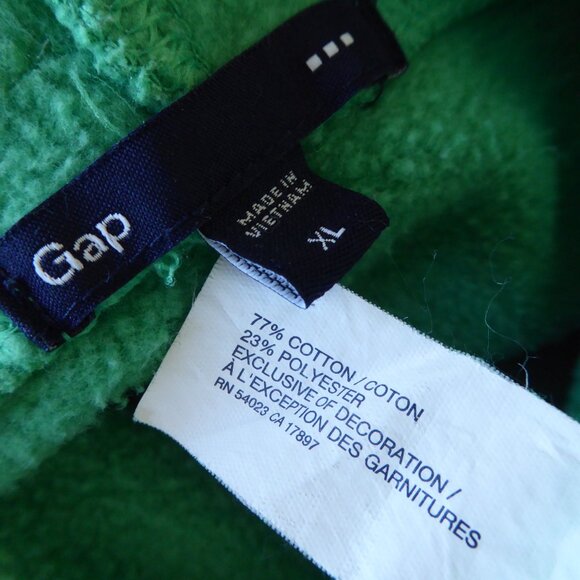 Gap
MADE IN
VIETNAM
XL
77% COTTON / COTON
23% POLYESTER
EXCLUSIVE OF DECORATION /
À L'EXCEPTION DES GARNITURES
RN 54023 CA 17897